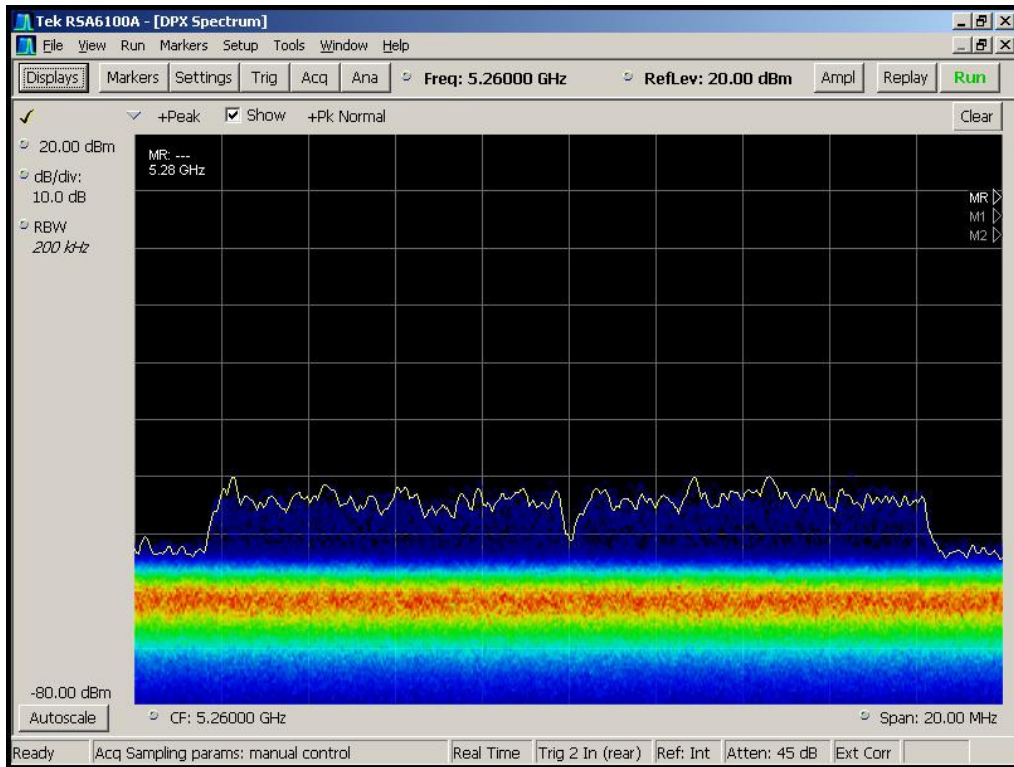 Tek RSA6100A - [DPX Spectrum]
File View Run Markers Setup Tools Window Help
Displays Markers Settings Trig Acq Ana Freq: 5.26000 GHz RefLev: 20.00 dBm Ampl Replay Run
+Peak Show +Pk Normal Clear
20.00 dBm
dB/div:
10.0 dB
RBW
200 kHz
MR: ---
5.28 GHz
MR
M1
M2
-80.00 dBm
Autoscale CF: 5.26000 GHz Span: 20.00 MHz
Ready Acq Sampling params: manual control Real Time Trig 2 In (rear) Ref: Int Atten: 45 dB Ext Corr